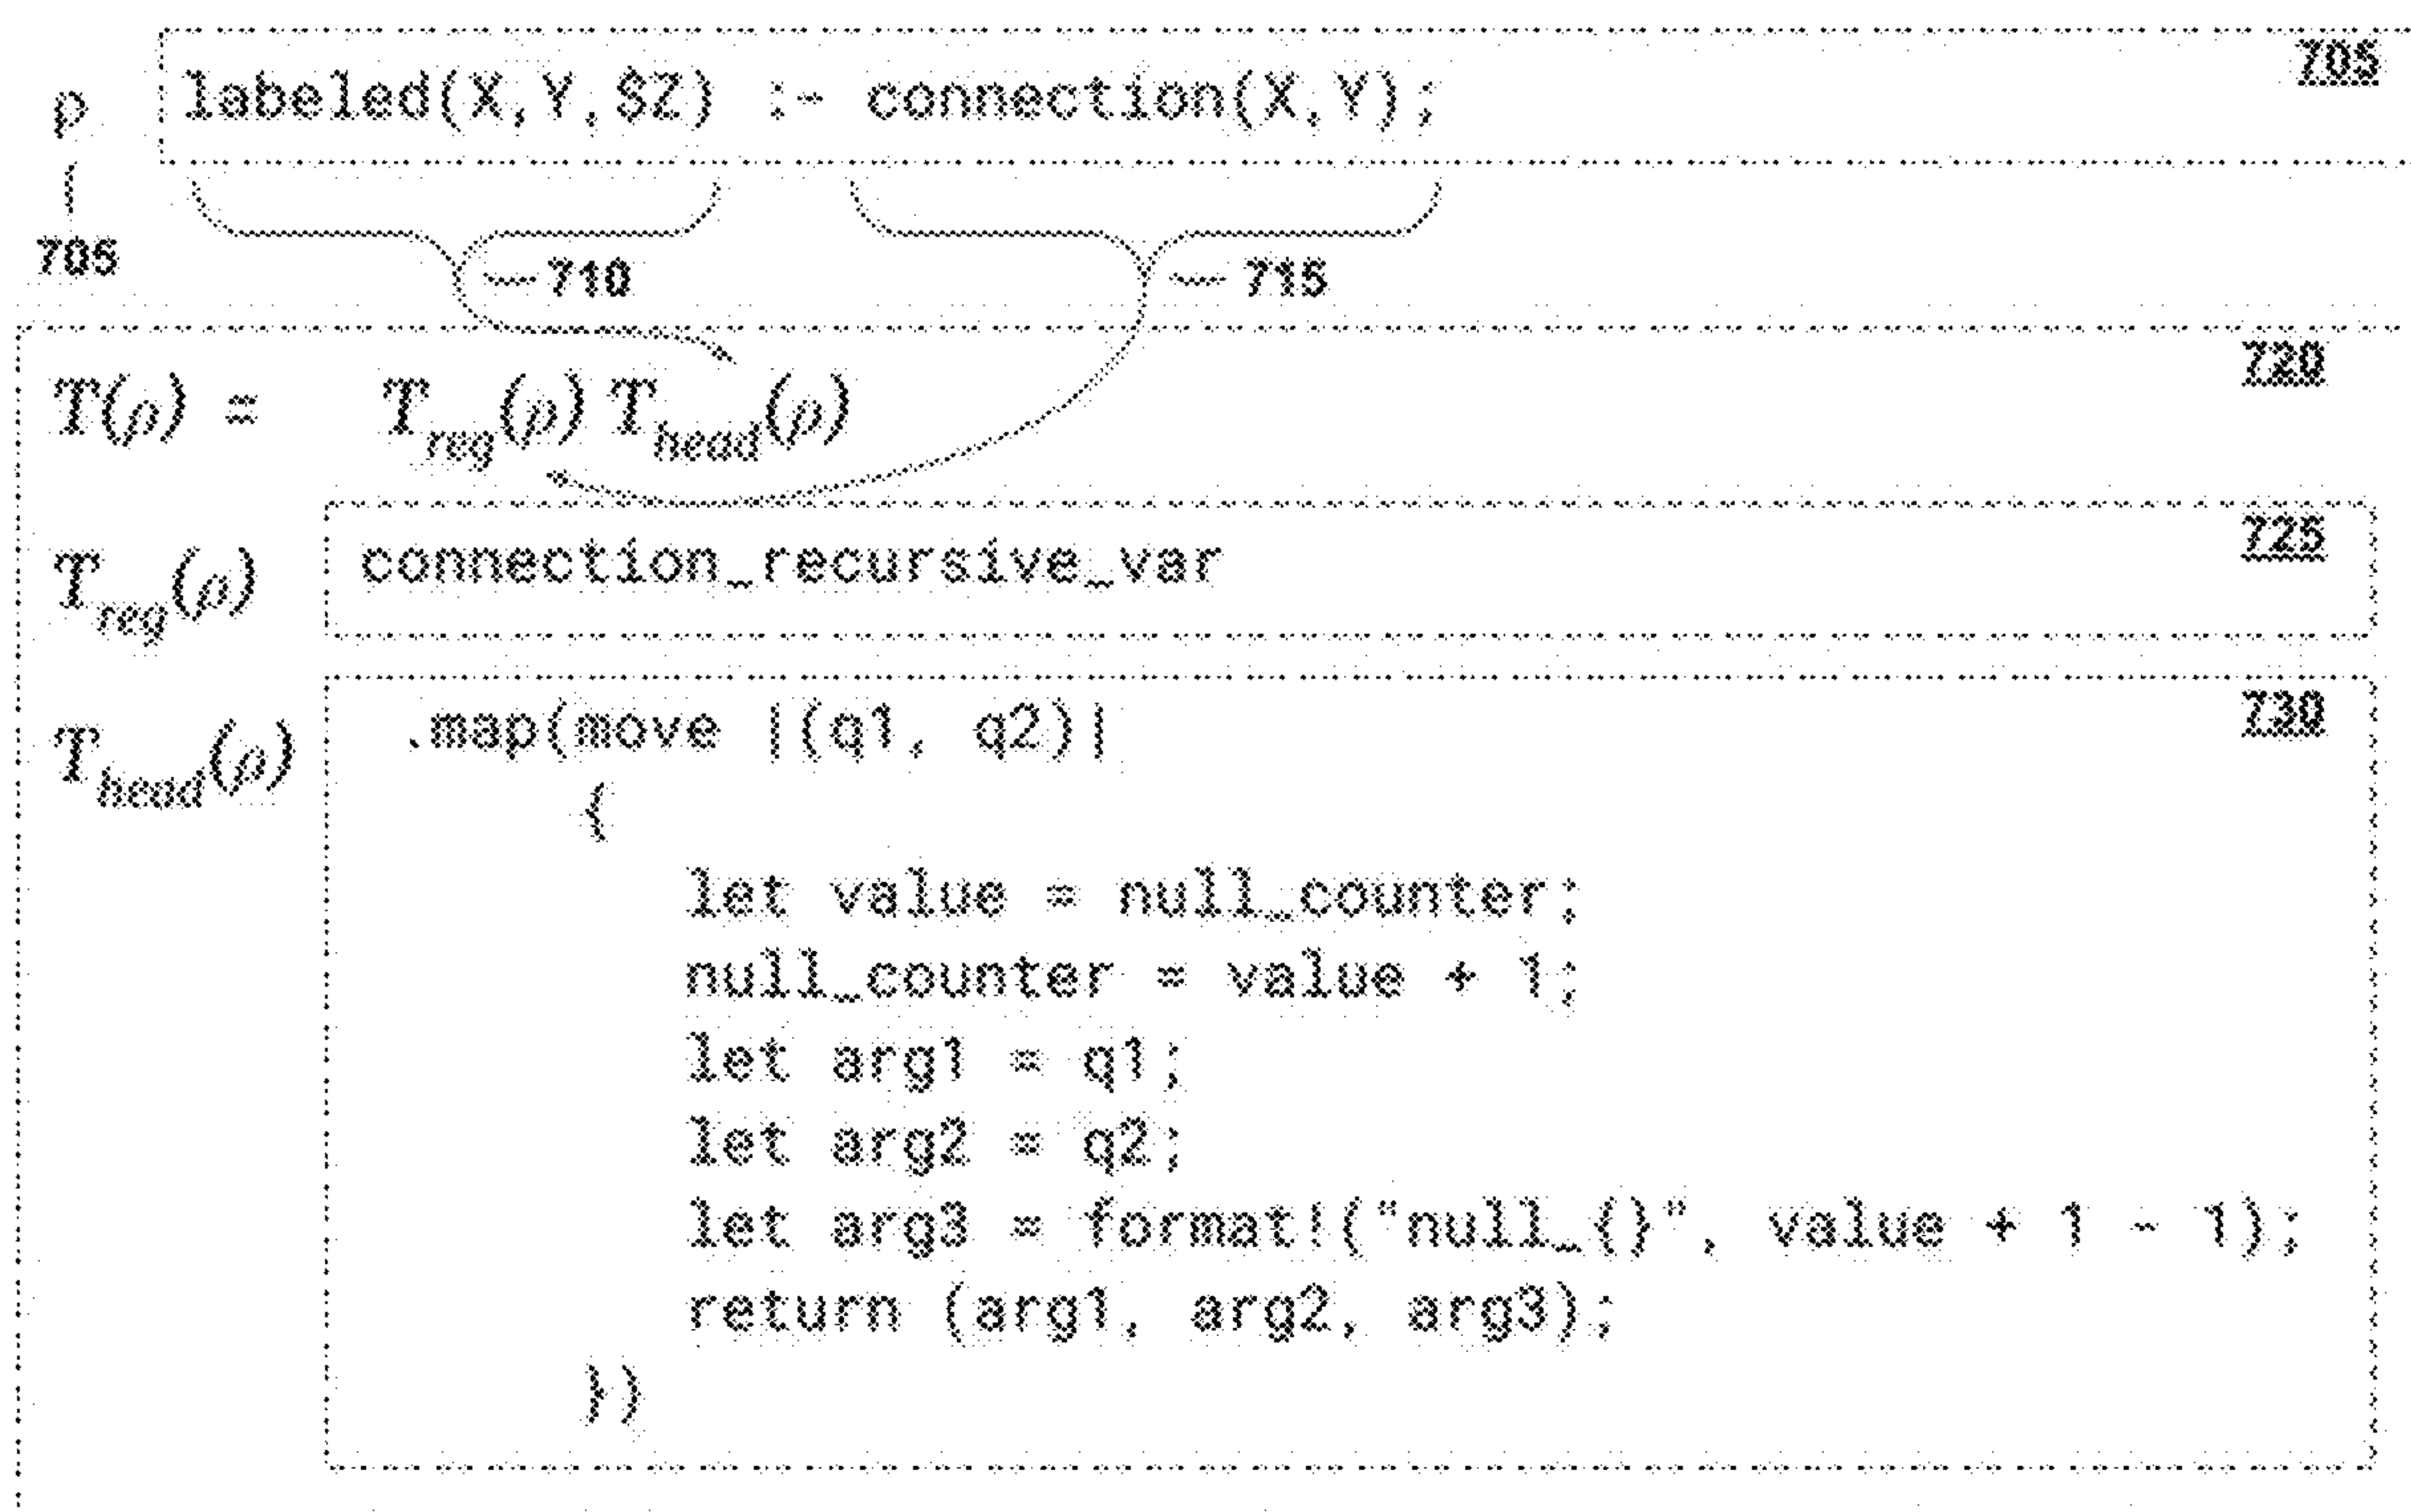 705
ρ labeled(X,Y,$Z) :- connection(X,Y);
705
710 715
720
T(ρ) = T_reg(ρ) T_head(ρ)
725
T_reg(ρ) connection_recursive_var
730
T_head(ρ) .map(move |(q1, q2)|
{
let value = null_counter;
null_counter = value + 1;
let arg1 = q1;
let arg2 = q2;
let arg3 = format!("null_{}", value + 1 - 1);
return (arg1, arg2, arg3);
})